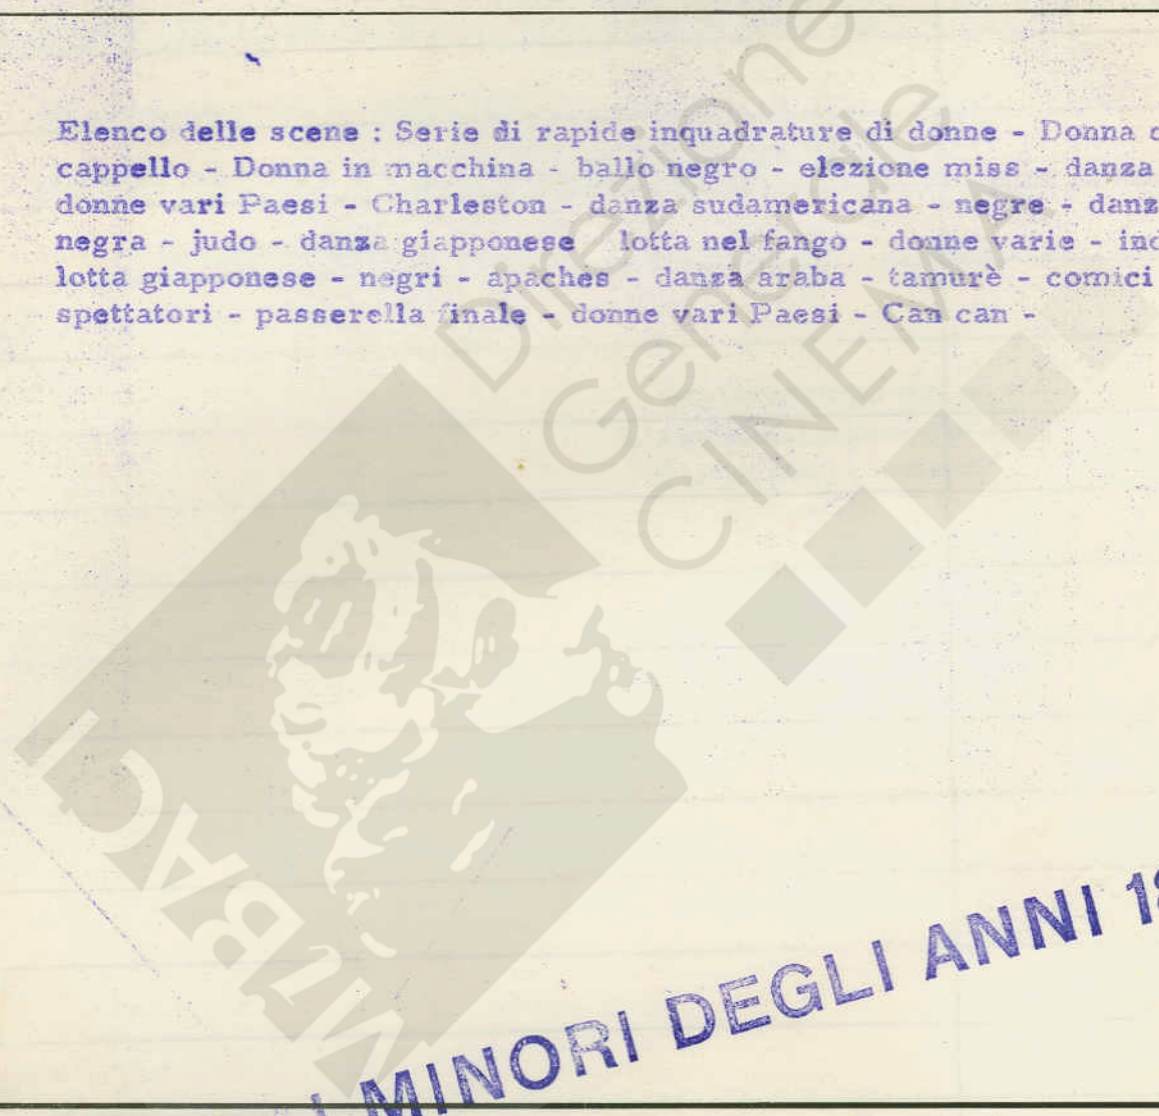 Elenco delle scene : Serie di rapide inquadrature di donne - Donna
cappello - Donna in macchina - ballo negro - elezione miss - danza
donne vari Paesi - Charleston - danza sudamericana - negre - danz
negra - judo - danza giapponese lotta nel fango - donne varie -
lotta giapponese - negri - apaches - danza araba - tamurè - comici
spettatori - passerella finale - donne vari Paesi - Can can -
Direzione
Generale
CINEMA
MiBAC
MINORI DEGLI ANNI 18